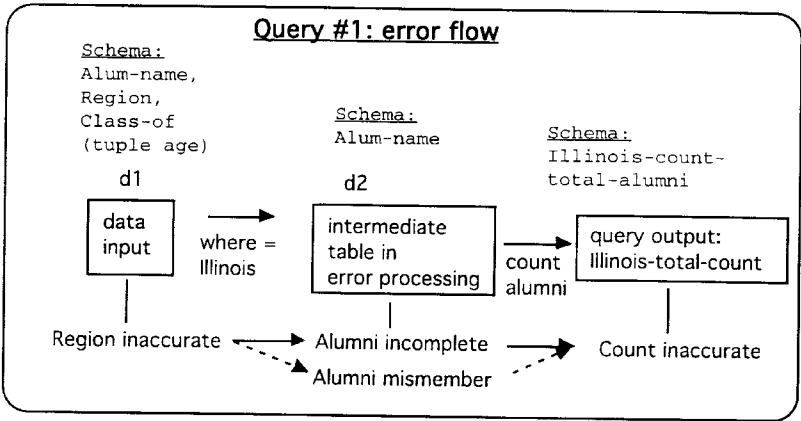 Query #1: error flow
Schema:
Alum-name,
Region,
Class-of
(tuple age)
Schema:
Alum-name
Schema:
Illinois-count-
total-alumni
d1
d2
data
input
where =
Illinois
intermediate
table in
error processing
count
alumni
query output:
Illinois-total-count
Region inaccurate
Alumni incomplete
Count inaccurate
Alumni mismember